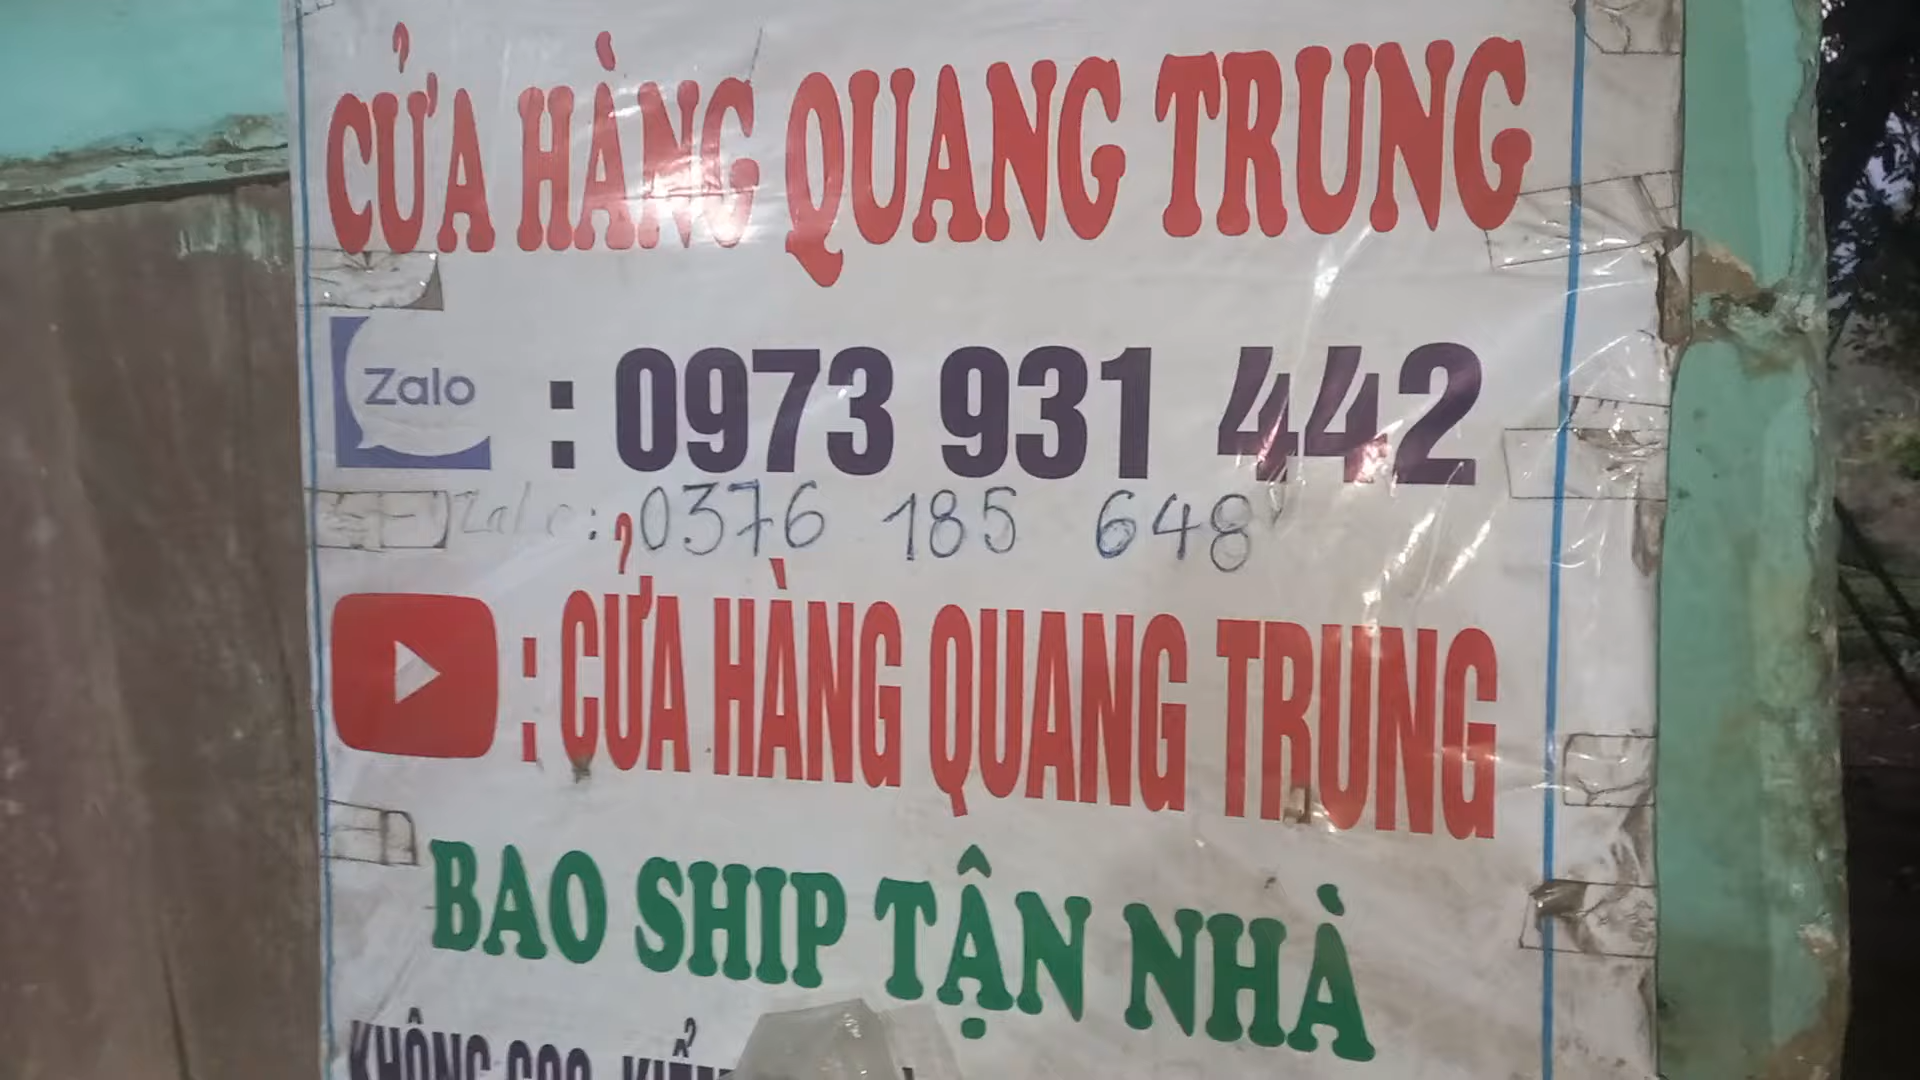 CỬA HÀNG QUANG TRUNG
Zalo : 0973 931 442
Zalo: 0376 185 648
: CỬA HÀNG QUANG TRUNG
BAO SHIP TẬN NHÀ
KHÔNG COC